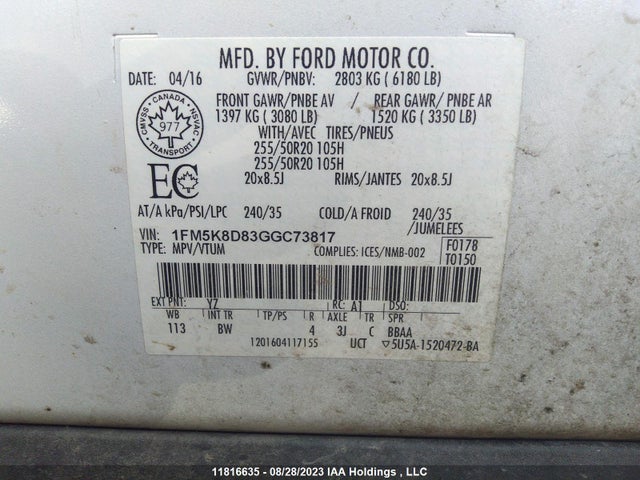 MFD. BY FORD MOTOR CO.
DATE: 04/16 GVWR/PNBV: 2803 KG ( 6180 LB)
FRONT GAWR/PNBE AV / REAR GAWR/ PNBE AR
1397 KG ( 3080 LB) 1520 KG ( 3350 LB)
WITH/AVEC TIRES/PNEUS
255/50R20 105H
255/50R20 105H
20x8.5J RIMS/JANTES 20x8.5J
CANADA
CMVSS NSVAC
977
TRANSPORT
EC
AT/A kPa/PSI/LPC 240/35 COLD/A FROID 240/35
/JUMELEES
VIN: 1FM5K8D83GGC73817
F0178
TYPE: MPV/VTUM COMPLIES: ICES/NMB-002
T0150
EXT PNT: YZ RC: A1 DSO:
WB INT TR TP/PS R AXLE TR SPR
113 BW 4 3J C BBAA
1201604117155 UCT ▽5U5A-1520472-BA
11816635 - 08/28/2023 IAA Holdings , LLC